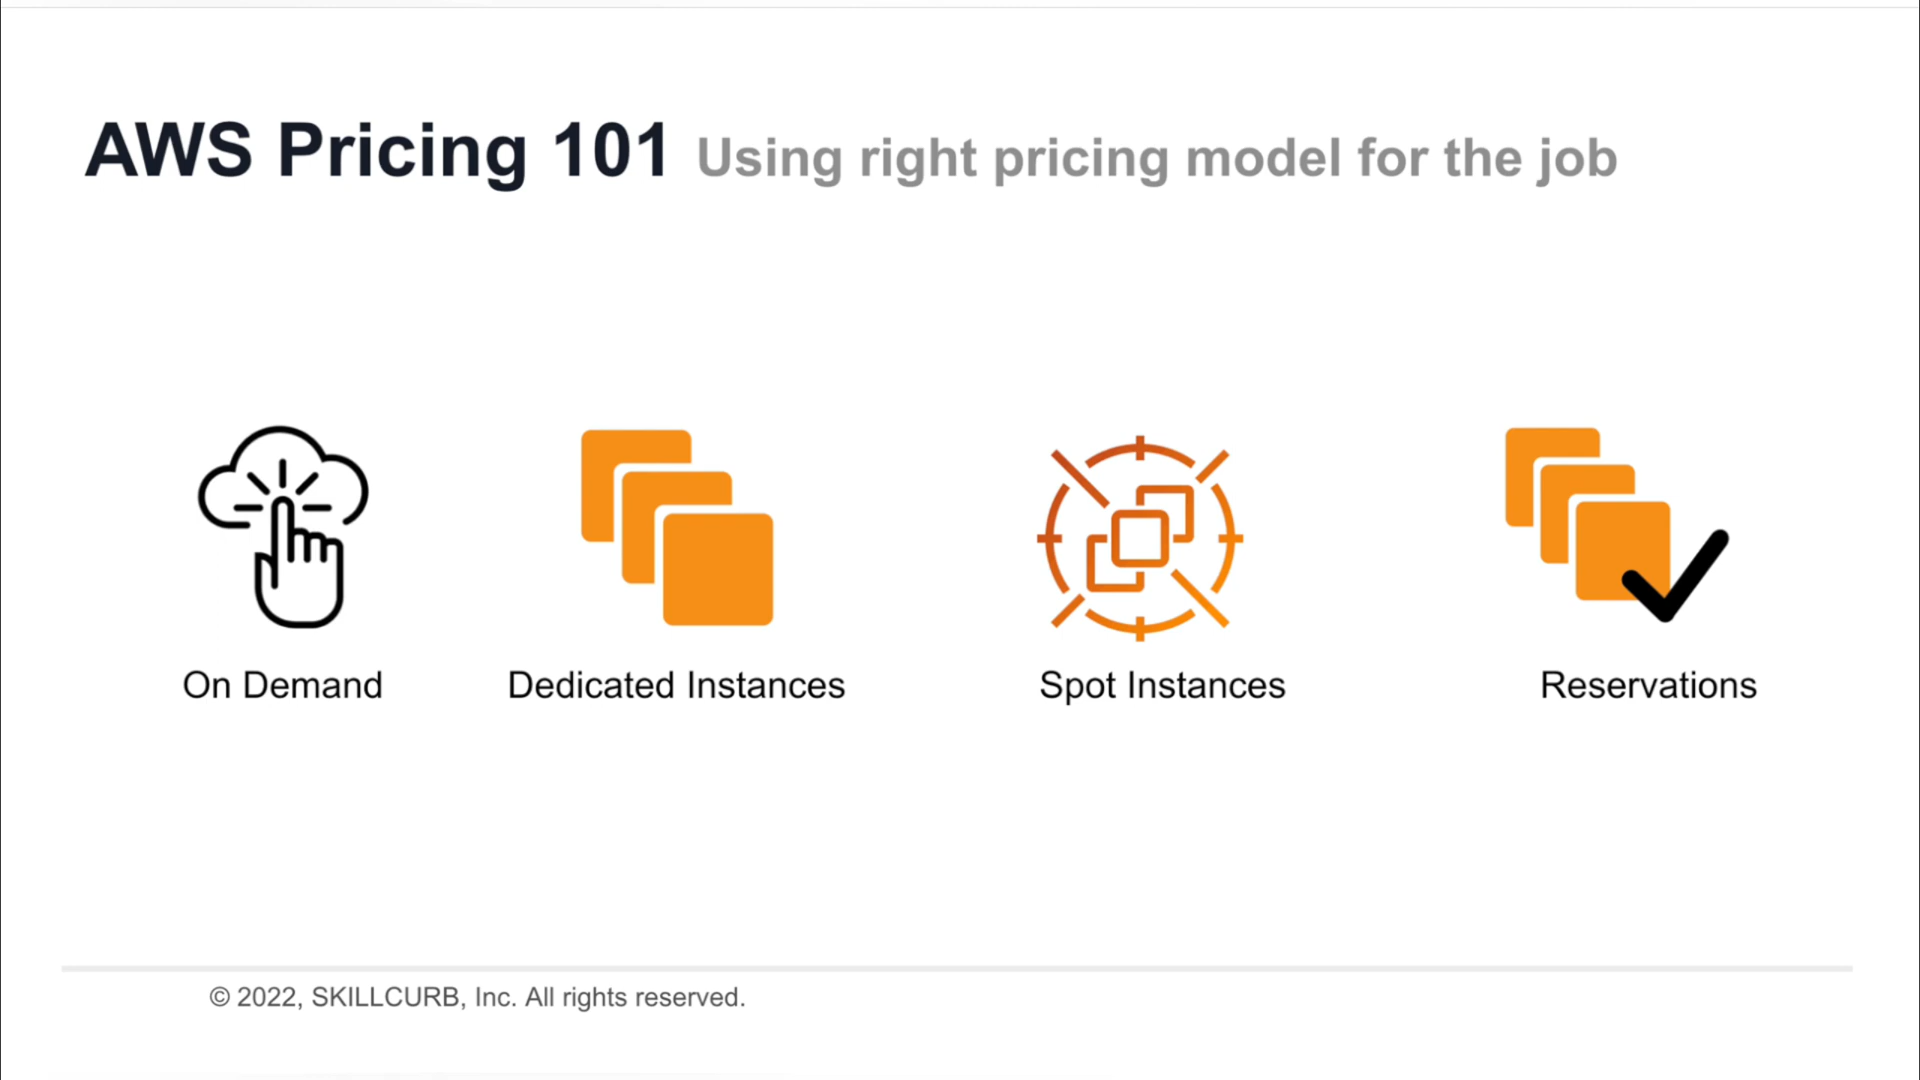 AWS Pricing 101 Using right pricing model for the job
On Demand
Dedicated Instances
Spot Instances
Reservations
© 2022, SKILLCURB, Inc. All rights reserved.